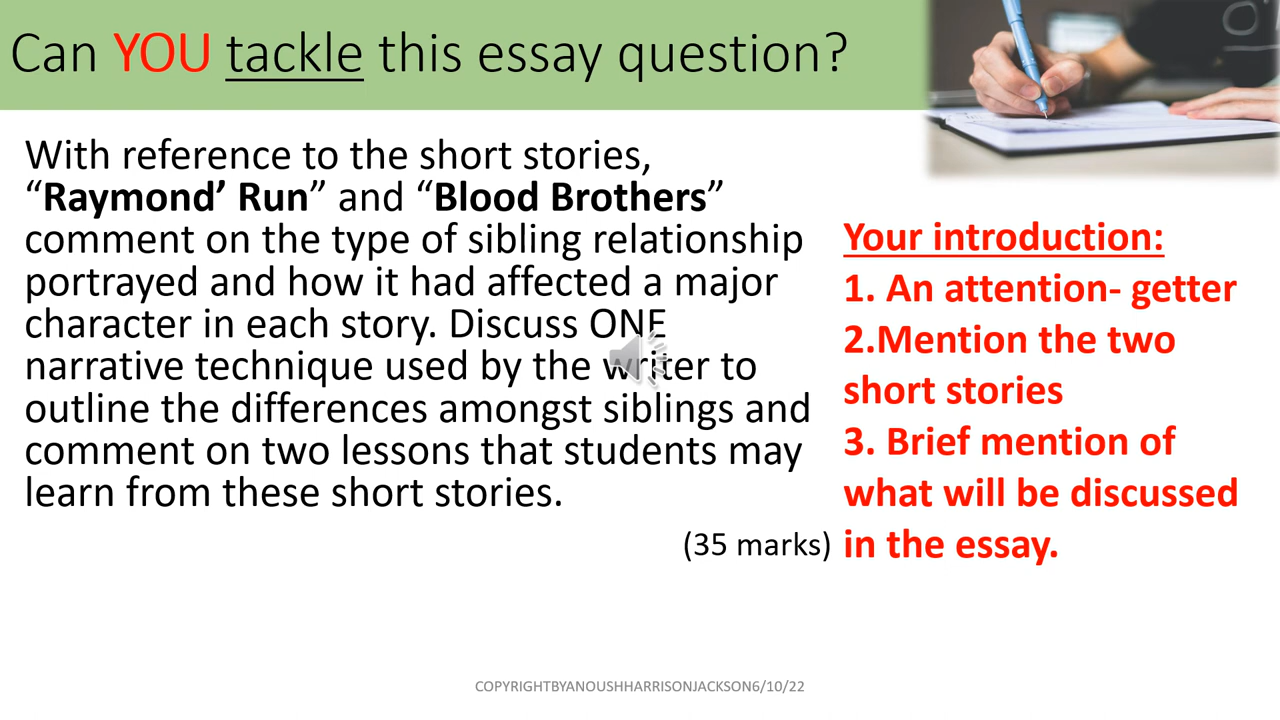 Can YOU tackle this essay question?
With reference to the short stories,
“Raymond’ Run” and “Blood Brothers”
comment on the type of sibling relationship
portrayed and how it had affected a major
character in each story. Discuss ONE
narrative technique used by the writer to
outline the differences amongst siblings and
comment on two lessons that students may
learn from these short stories.
(35 marks)
Your introduction:
1. An attention- getter
2.Mention the two
short stories
3. Brief mention of
what will be discussed
in the essay.
COPYRIGHTBYANOUSHHARRISONJACKSON6/10/22